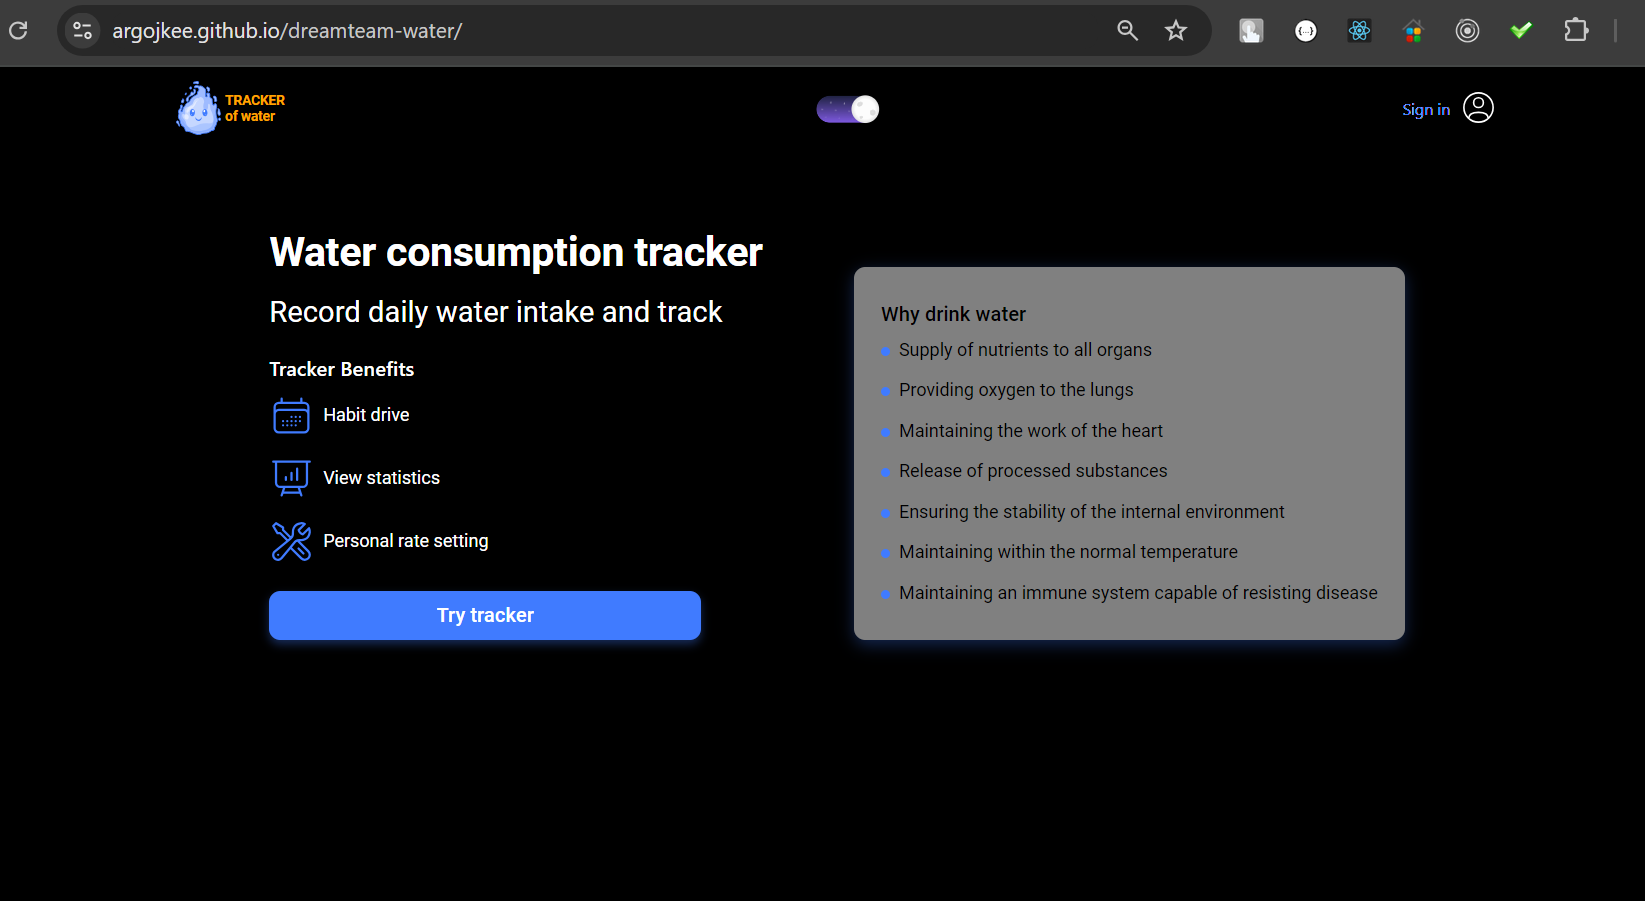 argojkee.github.io/dreamteam-water/
TRACKER
of water
Sign in
Water consumption tracker
Record daily water intake and track
Tracker Benefits
Habit drive
View statistics
Personal rate setting
Try tracker
Why drink water
Supply of nutrients to all organs
Providing oxygen to the lungs
Maintaining the work of the heart
Release of processed substances
Ensuring the stability of the internal environment
Maintaining within the normal temperature
Maintaining an immune system capable of resisting disease